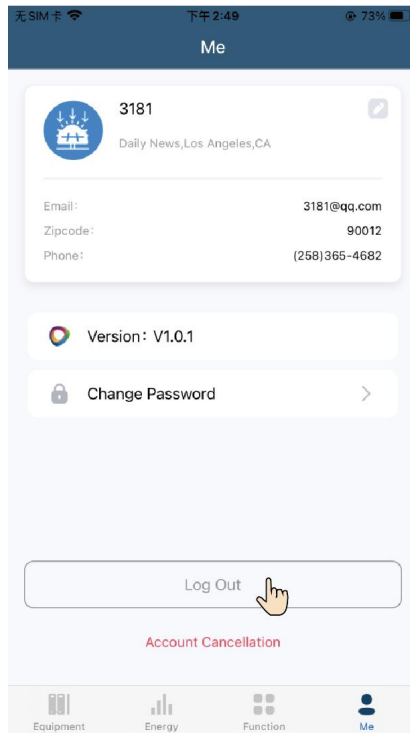 无SIM卡 下午2:49 73%
Me
3181
Daily News,Los Angeles,CA
Email: 3181@qq.com
Zipcode: 90012
Phone: (258)365-4682
Version: V1.0.1
Change Password
Log Out
Account Cancellation
Equipment Energy Function Me